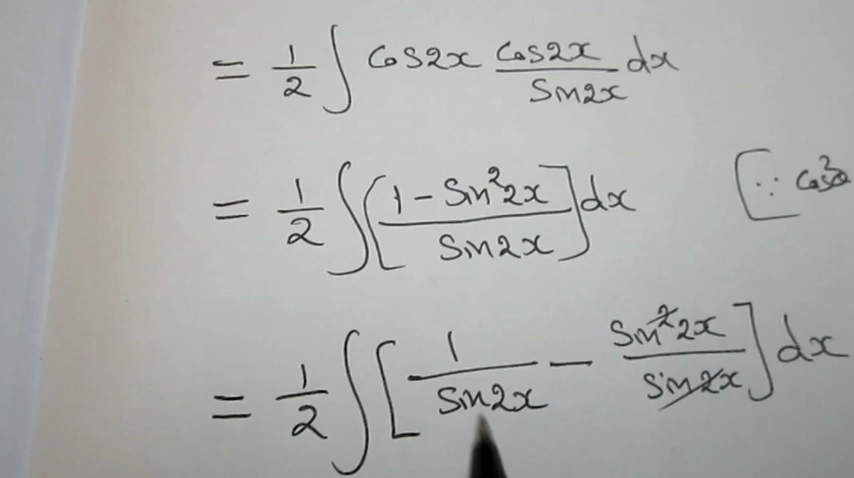 = 1/2 ∫ cos2x cos2x/sin2x dx
= 1/2 ∫ [1 - sin²2x / sin2x] dx [∵ cos²
= 1/2 ∫ [1/sin2x - sin²2x/sin2x] dx